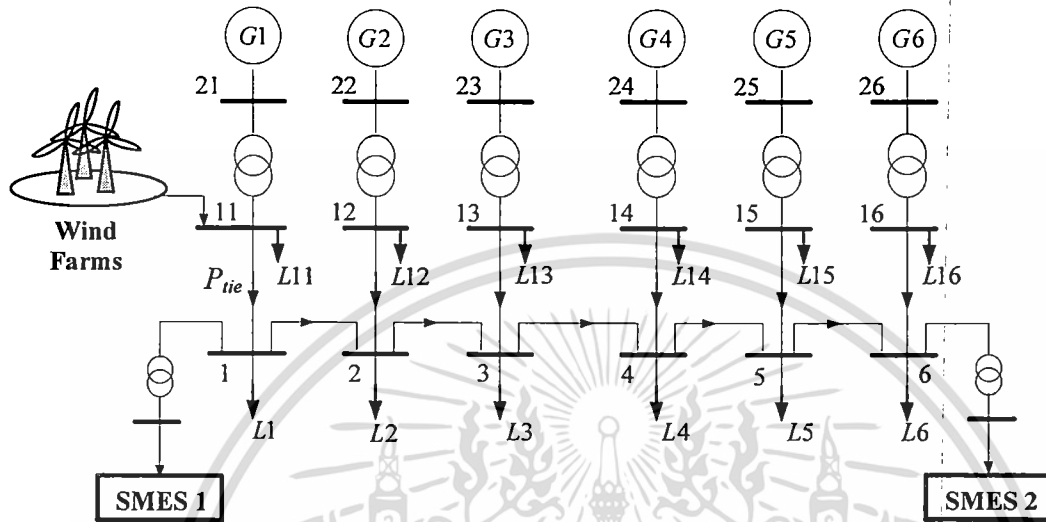 G1 G2 G3 G4 G5 G6
21 22 23 24 25 26
11 12 13 14 15 16
Wind
Farms
L11 L12 L13 L14 L15 L16
P_tie
1 2 3 4 5 6
L1 L2 L3 L4 L5 L6
SMES 1 SMES 2